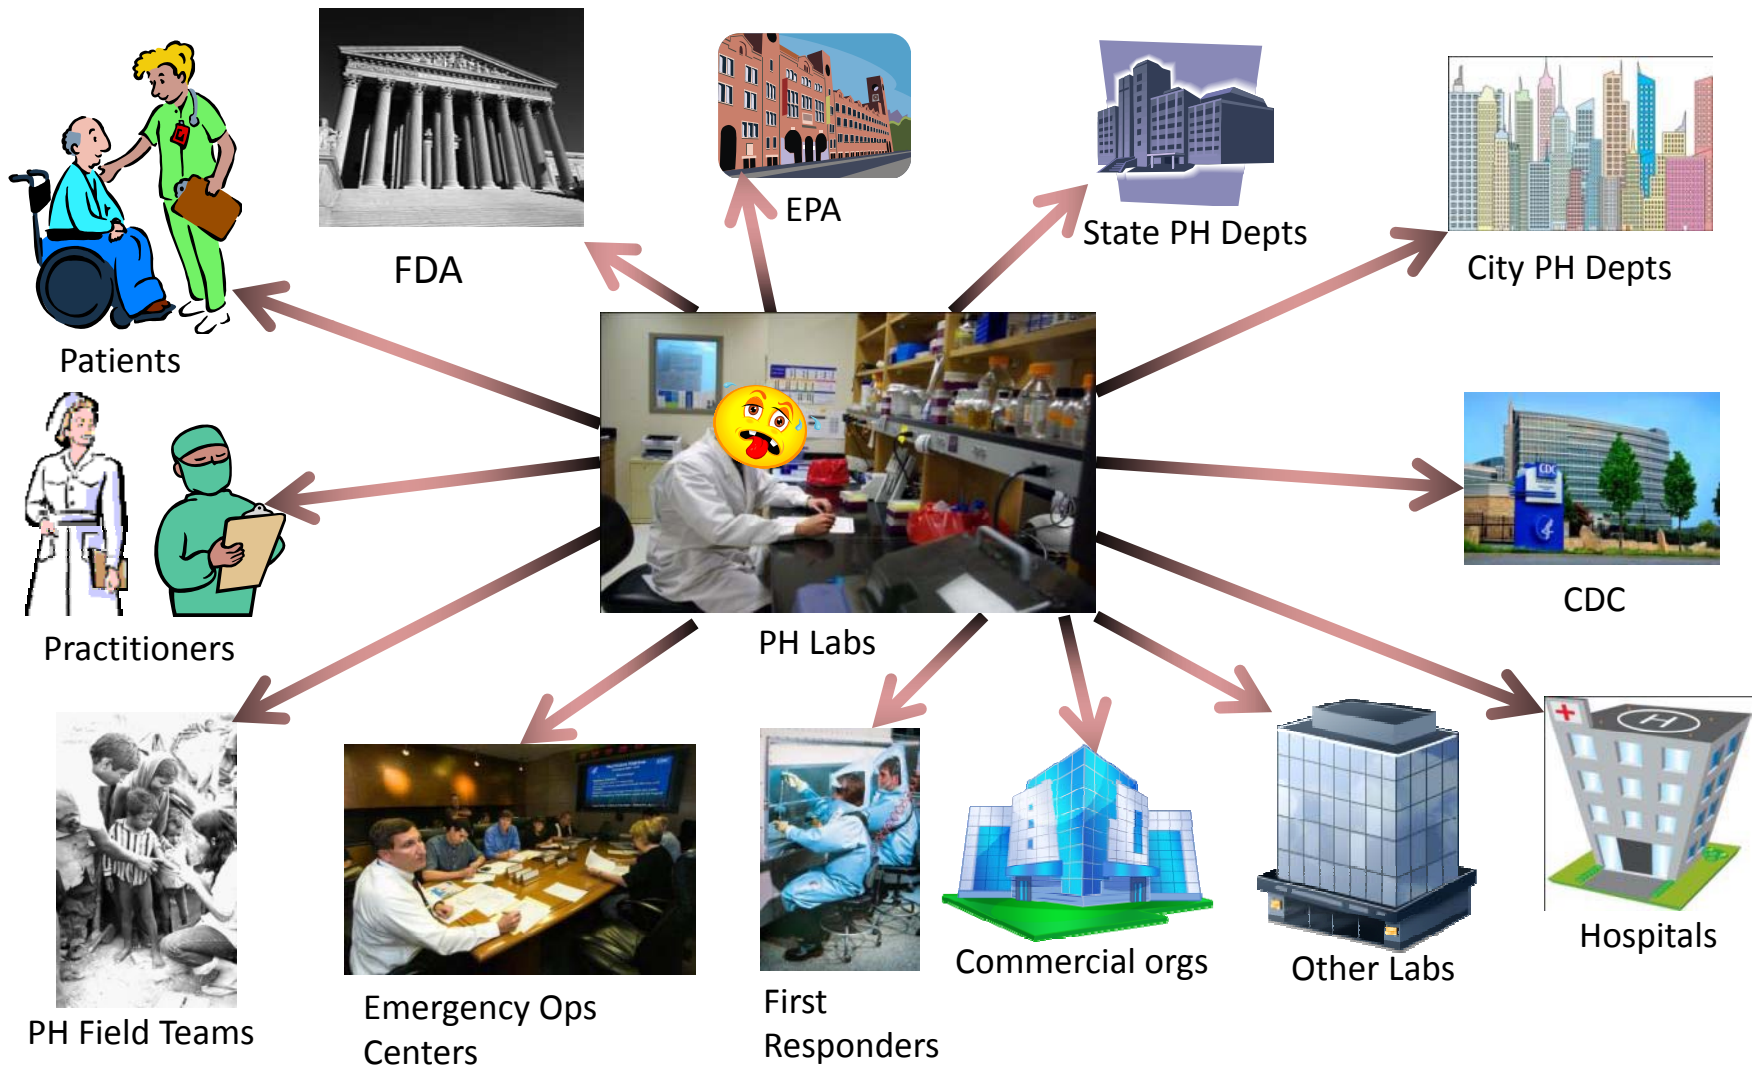 EPA
State PH Depts
FDA
City PH Depts
Patients
CDC
CDC
PH Labs
Practitioners
Hospitals
Commercial orgs
Other Labs
PH Field Teams
Emergency Ops
Centers
First
Responders
H